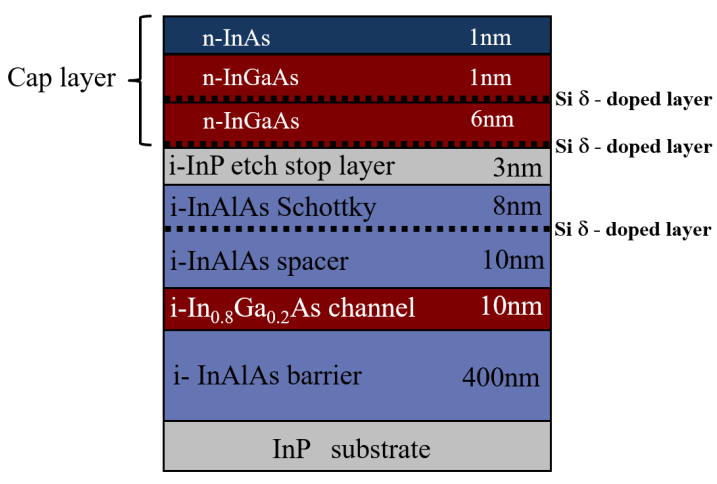 n-InAs 1nm
Cap layer
n-InGaAs 1nm
Si δ - doped layer
n-InGaAs 6nm
Si δ - doped layer
i-InP etch stop layer 3nm
i-InAlAs Schottky 8nm
Si δ - doped layer
i-InAlAs spacer 10nm
i-In0.8Ga0.2As channel 10nm
i- InAlAs barrier 400nm
InP substrate